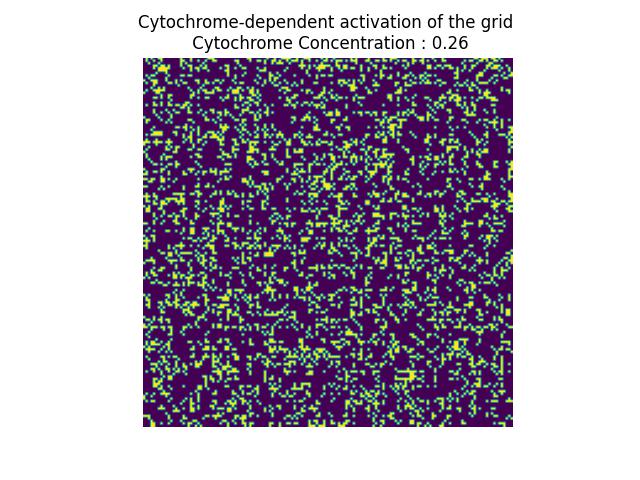 Cytochrome-dependent activation of the grid
Cytochrome Concentration : 0.26